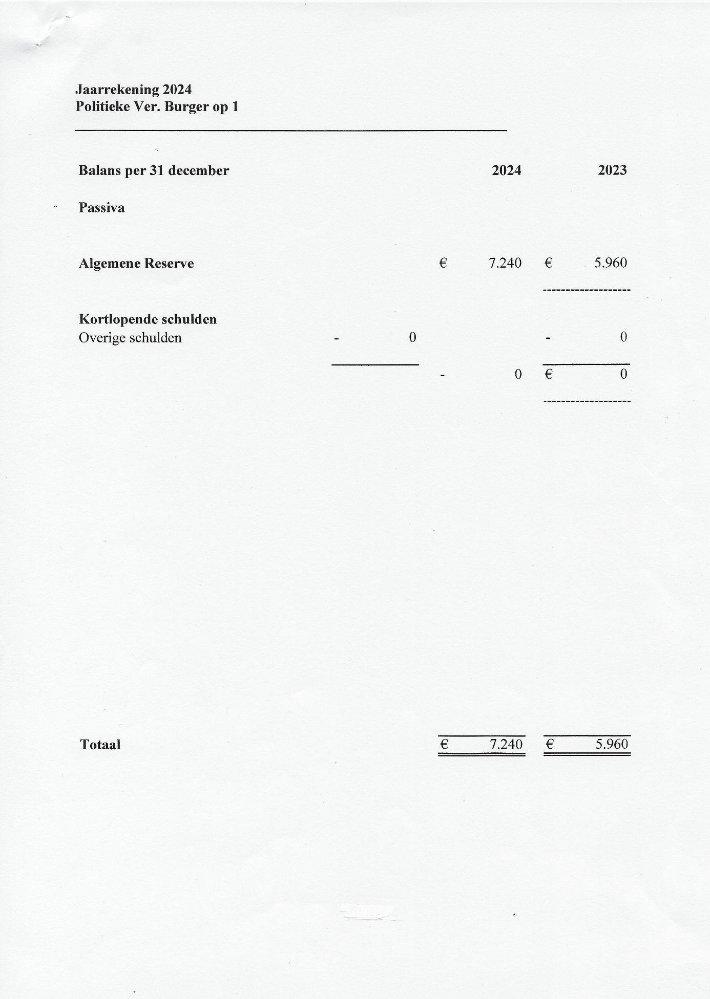 Jaarrekening 2024
Politieke Ver. Burger op 1
Balans per 31 december 2024 2023
Passiva
Algemene Reserve € 7.240 € 5.960
--------------------
Kortlopende schulden
Overige schulden - 0 - 0
- 0 € 0
--------------------
Totaal € 7.240 € 5.960